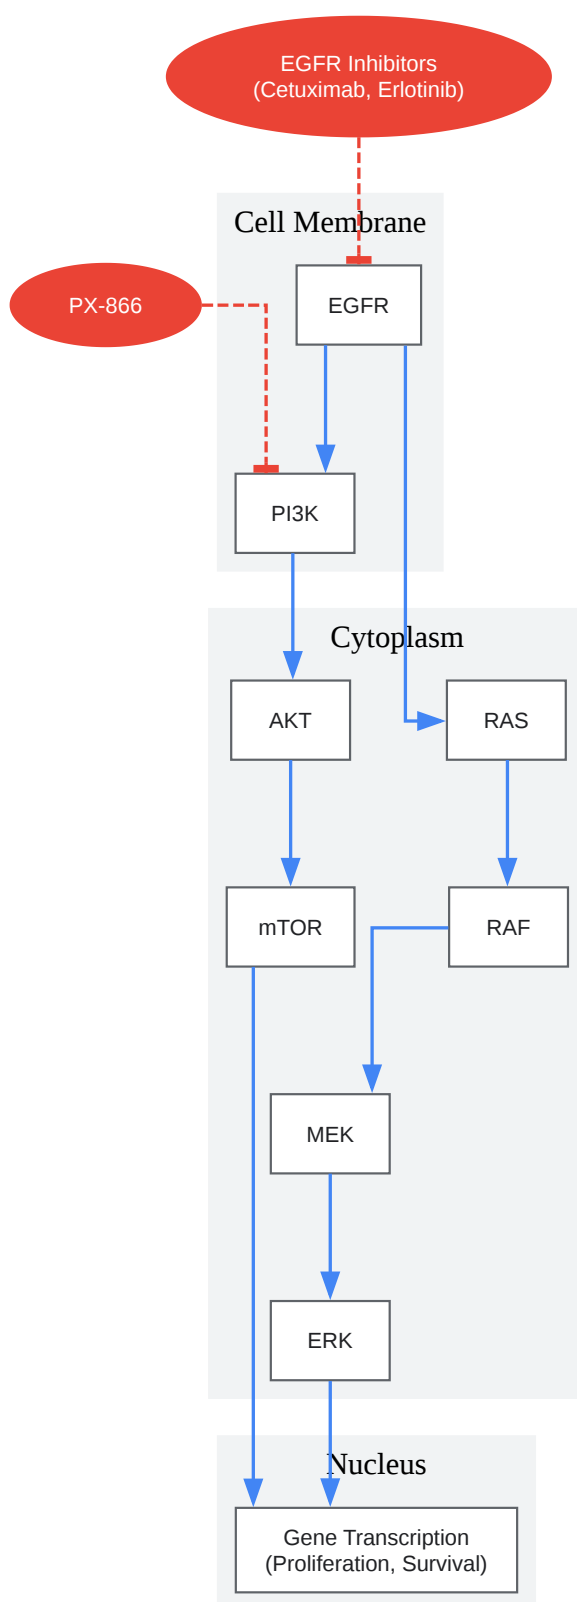 EGFR Inhibitors
(Cetuximab, Erlotinib)
Cell Membrane
PX-866
EGFR
PI3K
Cytoplasm
AKT
RAS
mTOR
RAF
MEK
ERK
Nucleus
Gene Transcription
(Proliferation, Survival)